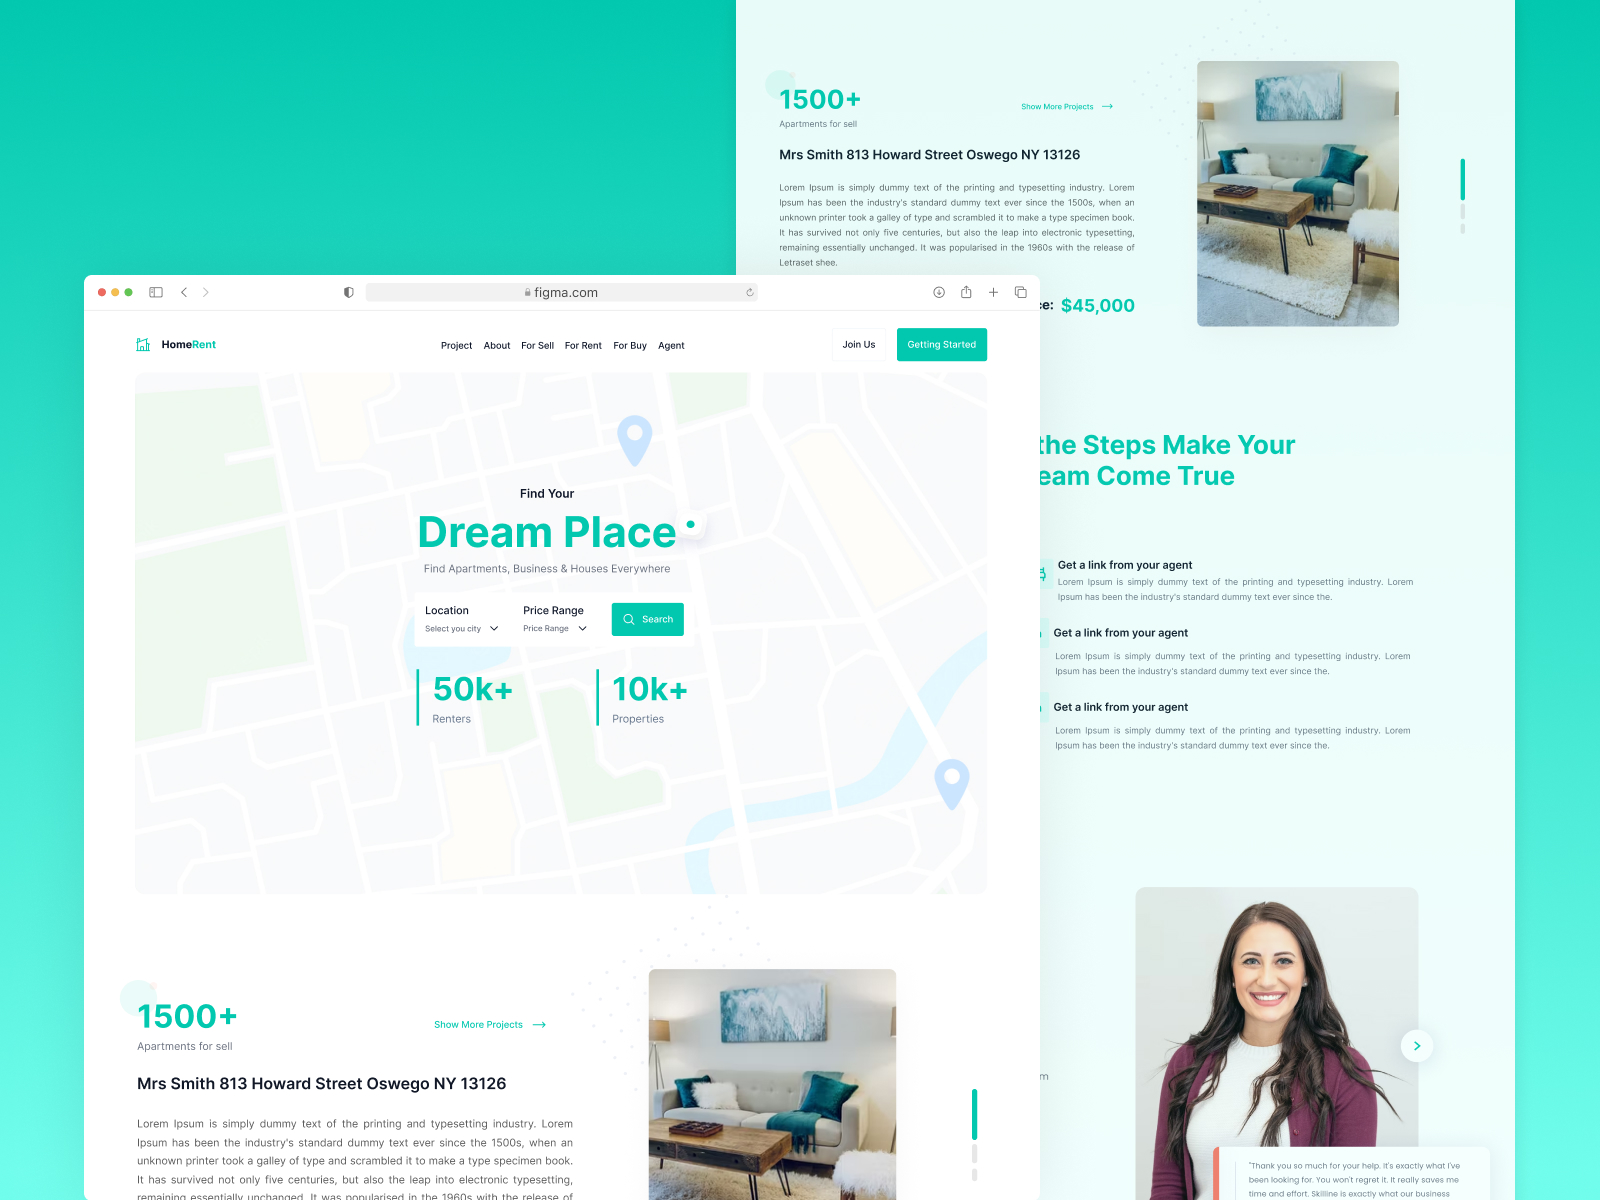 1500+
Show More Projects
Apartments for sell
Mrs Smith 813 Howard Street Oswego NY 13126
Lorem Ipsum is simply dummy text of the printing and typesetting industry. Lorem
Ipsum has been the industry's standard dummy text ever since the 1500s, when an
unknown printer took a galley of type and scrambled it to make a type specimen book.
It has survived not only five centuries, but also the leap into electronic typesetting,
remaining essentially unchanged. It was popularised in the 1960s with the release of
Letraset shee.
ce: $45,000
figma.com
HomeRent
Project About For Sell For Rent For Buy Agent
Join Us
Getting Started
Find Your
Dream Place
Find Apartments, Business & Houses Everywhere
Location
Select you city
Price Range
Price Range
Search
50k+
Renters
10k+
Properties
the Steps Make Your
eam Come True
Get a link from your agent
Lorem Ipsum is simply dummy text of the printing and typesetting industry. Lorem
Ipsum has been the industry's standard dummy text ever since the.
Get a link from your agent
Lorem Ipsum is simply dummy text of the printing and typesetting industry. Lorem
Ipsum has been the industry's standard dummy text ever since the.
Get a link from your agent
Lorem Ipsum is simply dummy text of the printing and typesetting industry. Lorem
Ipsum has been the industry's standard dummy text ever since the.
1500+
Show More Projects
Apartments for sell
Mrs Smith 813 Howard Street Oswego NY 13126
Lorem Ipsum is simply dummy text of the printing and typesetting industry. Lorem
Ipsum has been the industry's standard dummy text ever since the 1500s, when an
unknown printer took a galley of type and scrambled it to make a type specimen book.
It has survived not only five centuries, but also the leap into electronic typesetting,
remaining essentially unchanged. It was popularised in the 1960s with the release of
m
"Thank you so much for your help. It's exactly what I've
been looking for. You won't regret it. It really saves me
time and effort. Skilline is exactly what our business